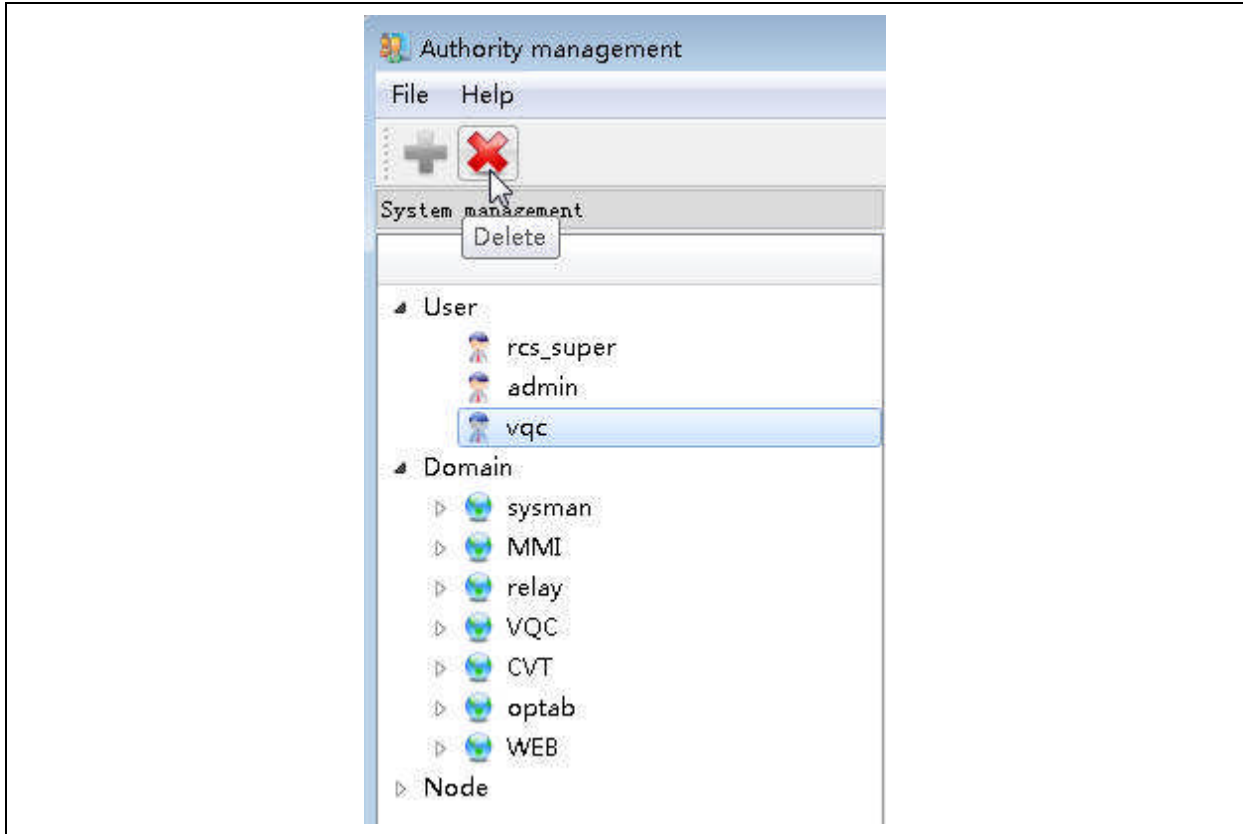 Authority management
File Help
System management
Delete
User
rcs_super
admin
vqc
Domain
sysman
MMI
relay
VQC
CVT
optab
WEB
Node